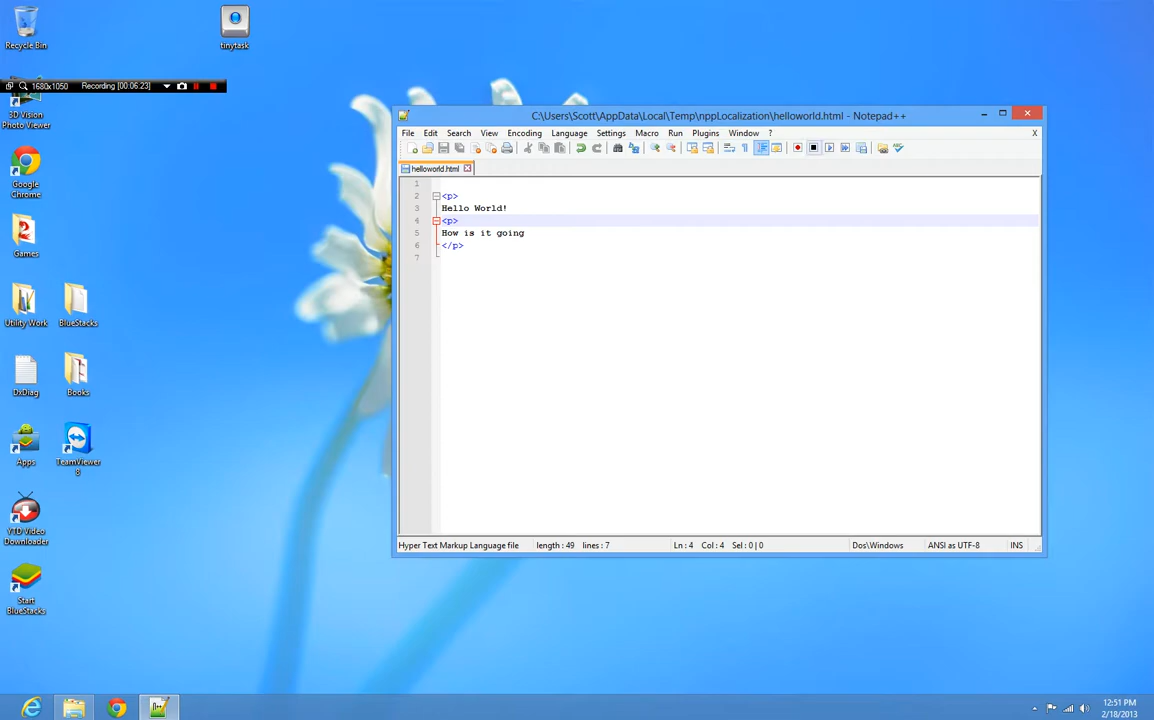 Recycle Bin
tinytask
1680x1050 Recording [00:06:23]
3D Vision
Photo Viewer
Google
Chrome
Games
Utility Work
BlueStacks
DxDiag
Books
Apps
TeamViewer
8
YTD Video
Downloader
Start
BlueStacks
C:\Users\Scott\AppData\Local\Temp\nppLocalization\helloworld.html - Notepad++
File Edit Search View Encoding Language Settings Macro Run Plugins Window ? X
helloworld.html
1
2 <p>
3 Hello World!
4 <p>
5 How is it going
6 </p>
7
Hyper Text Markup Language file length : 49 lines : 7 Ln : 4 Col : 4 Sel : 0 | 0 Dos\Windows ANSI as UTF-8 INS
12:51 PM
2/18/2013